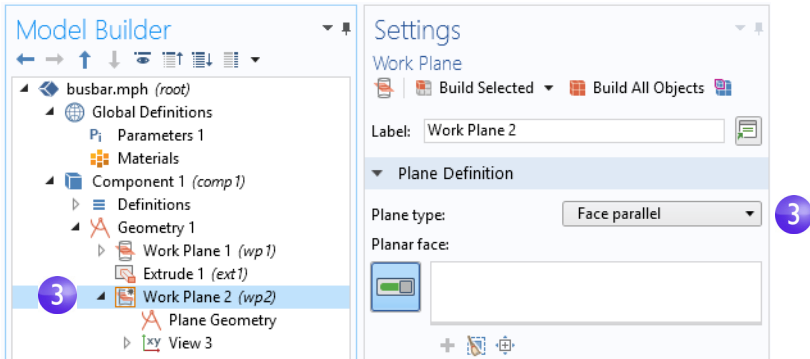 Model Builder
busbar.mph (root)
Global Definitions
Pi Parameters 1
Materials
Component 1 (comp1)
Definitions
Geometry 1
Work Plane 1 (wp1)
Extrude 1 (ext1)
3 Work Plane 2 (wp2)
Plane Geometry
xy View 3
Settings
Work Plane
Build Selected Build All Objects
Label: Work Plane 2
Plane Definition
Plane type: Face parallel 3
Planar face: